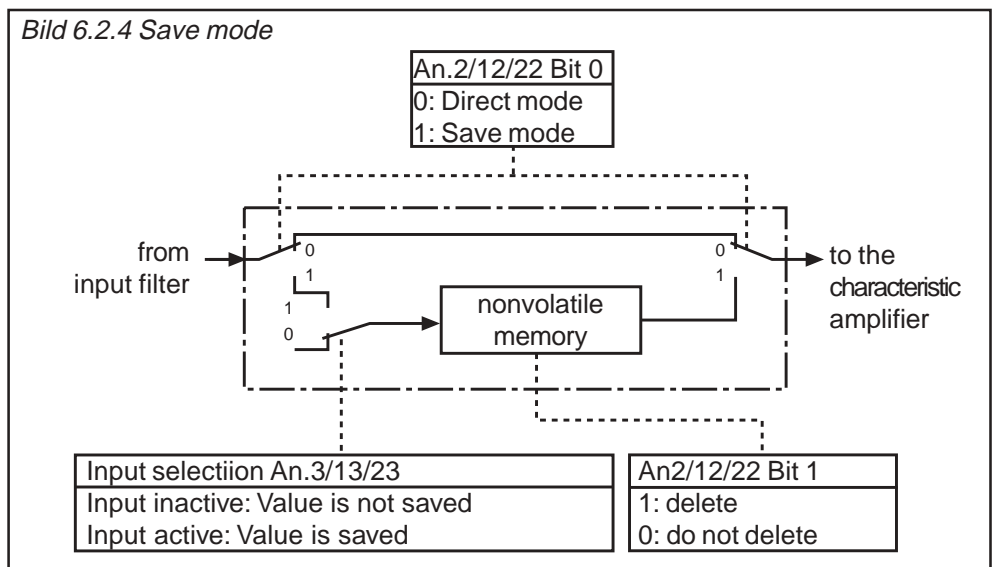 Bild 6.2.4 Save mode
An.2/12/22 Bit 0
0: Direct mode
1: Save mode
from
input filter
0
1
1
0
nonvolatile
memory
0
1
to the
characteristic
amplifier
Input selectiion An.3/13/23
Input inactive: Value is not saved
Input active: Value is saved
An2/12/22 Bit 1
1: delete
0: do not delete